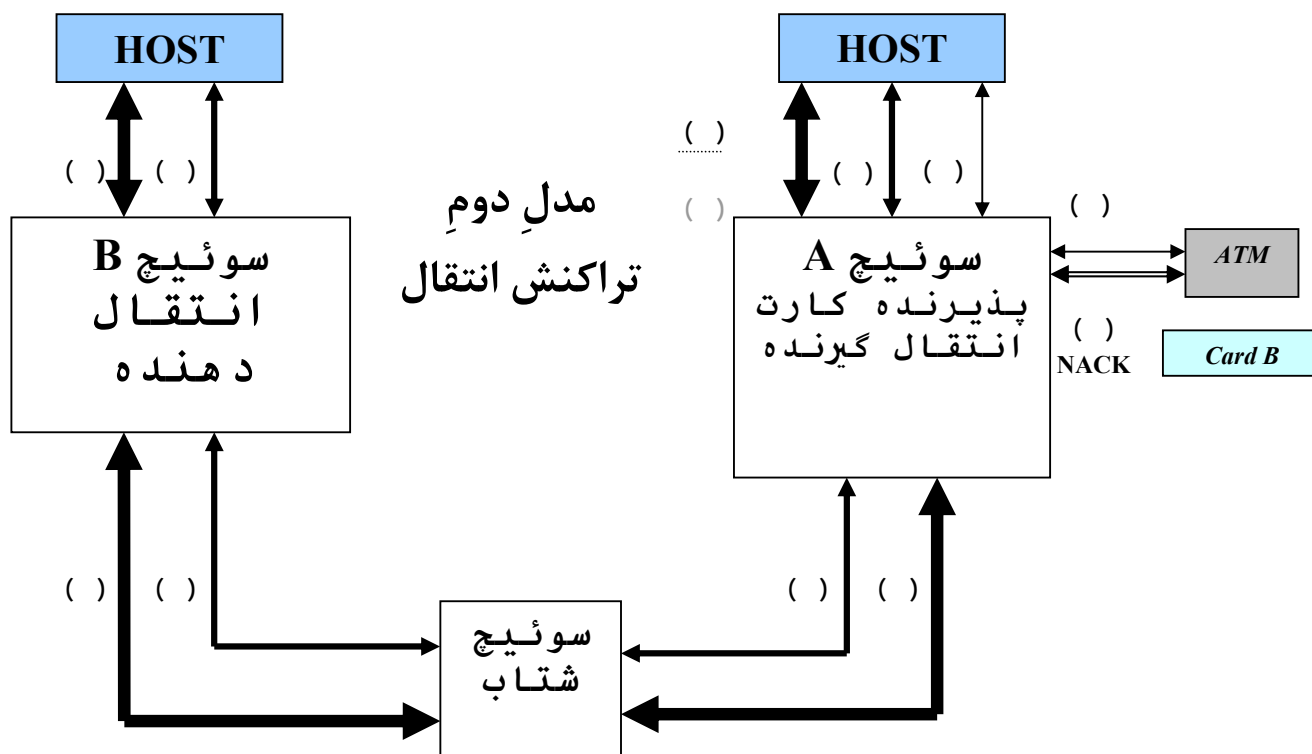 HOST
HOST
( )
( )
( )
( )
( )
( )
( )
( )
مدلِ دومِ
تراکنش انتقال
سوئیچ B
انتقال
دهنده
سوئیچ A
پذیرنده کارت
انتقال گیرنده
ATM
( )
NACK
Card B
( )
( )
( )
( )
سوئیچ
شتاب